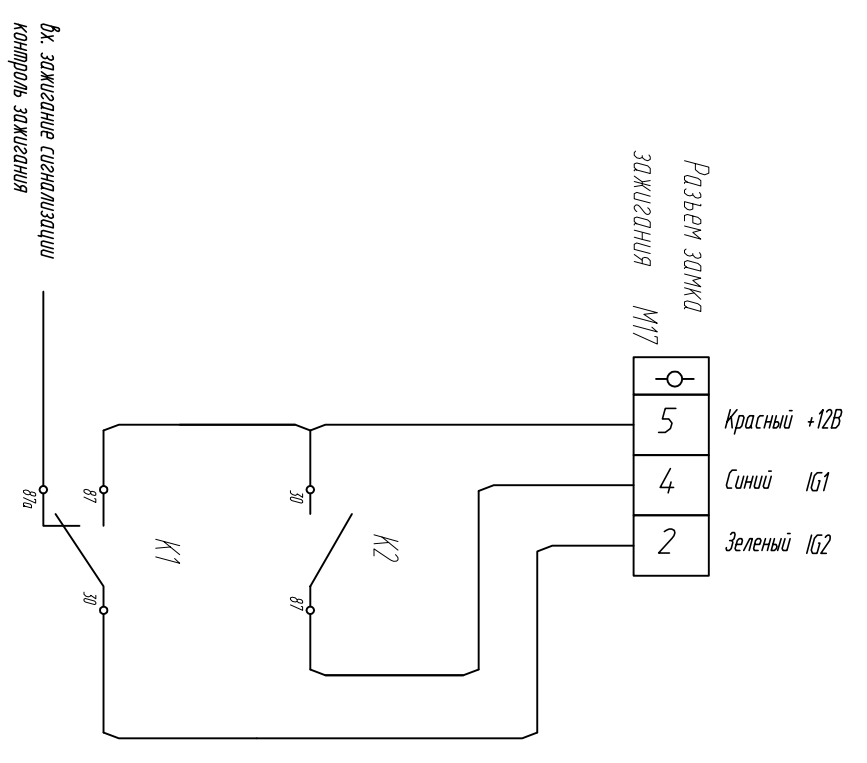 вх. зажигание сигнализации
контроль зажигания
Разъем замка
зажигания М17
5 Красный +12В
4 Синий IG1
2 Зеленый IG2
87а
87
30
К1
30
К2
87